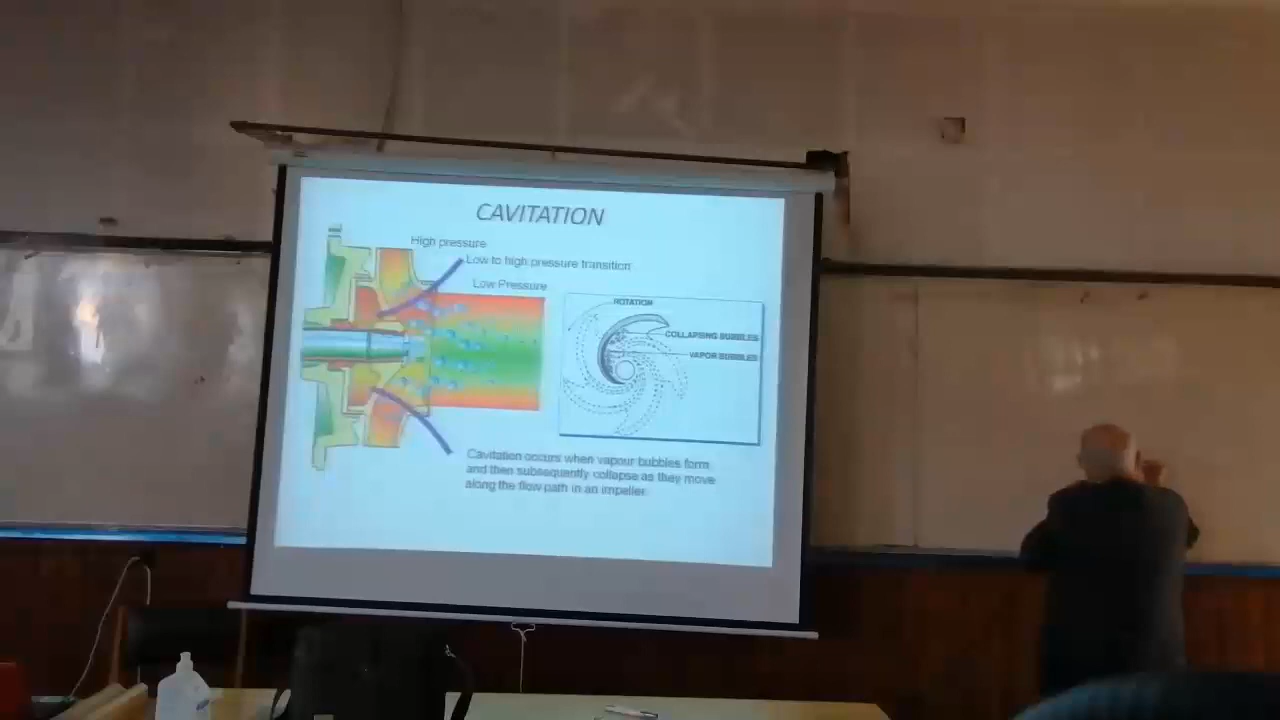 CAVITATION
High pressure
Low to high pressure transition
Low Pressure
ROTATION
COLLAPSING BUBBLES
VAPOR BUBBLES
Cavitation occurs when vapour bubbles form
and then subsequently collapse as they move
along the flow path in an impeller.